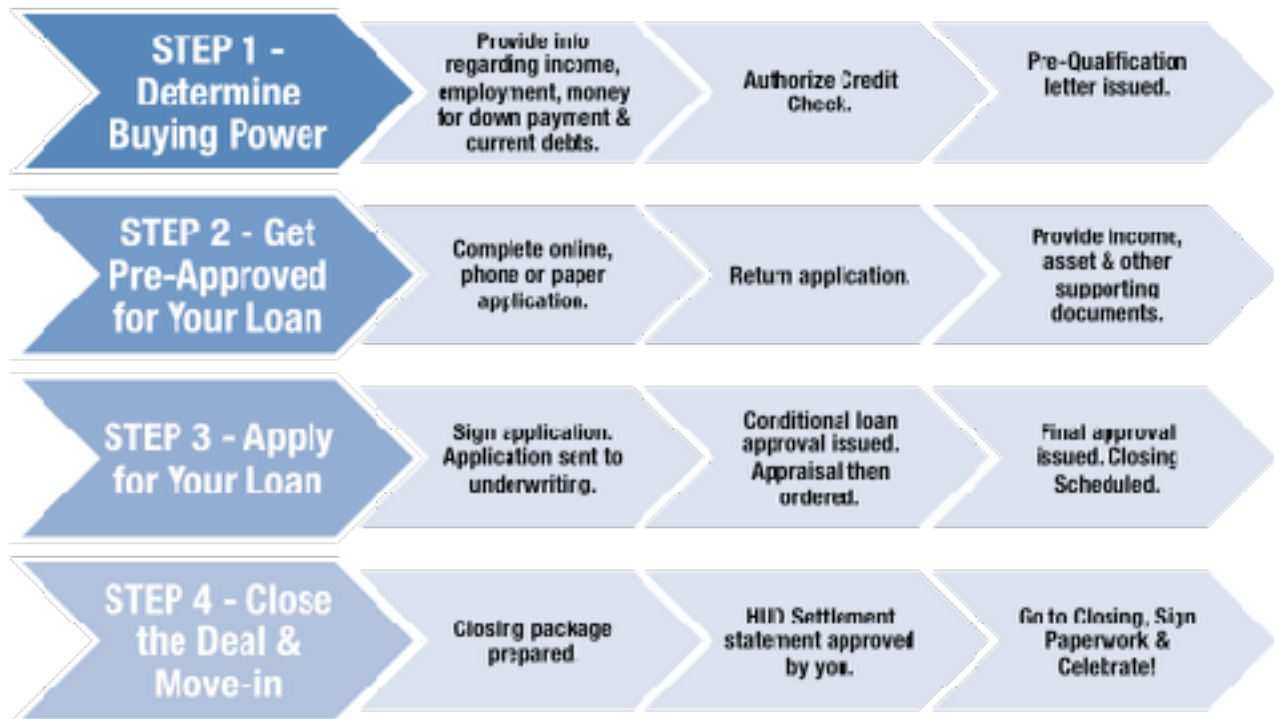 STEP 1 -
Determine
Buying Power
Provide info
regarding income,
employment, money
for down payment &
current debts.
Authorize Credit
Check.
Pre-Qualification
letter issued.
STEP 2 - Get
Pre-Approved
for Your Loan
Complete online,
phone or paper
application.
Return application.
Provide Income,
asset & other
supporting
documents.
STEP 3 - Apply
for Your Loan
Sign application.
Application sent to
underwriting.
Conditional loan
approval issued.
Appraisal then
ordered.
Final approval
issued. Closing
Scheduled.
STEP 4 - Close
the Deal &
Move-in
Closing package
prepared.
HUD Settlement
statement approved
by you.
Go to Closing, Sign
Paperwork &
Celebrate!